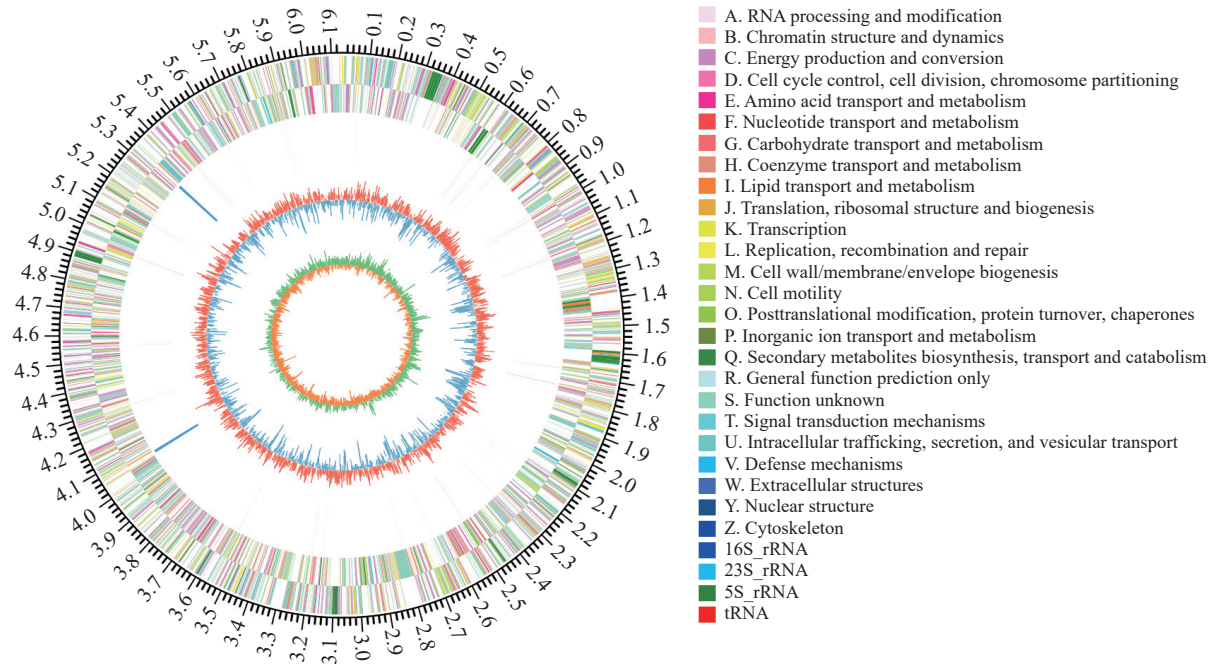 0.1
0.2
0.3
0.4
0.5
0.6
0.7
0.8
0.9
1.0
1.1
1.2
1.3
1.4
1.5
1.6
1.7
1.8
1.9
2.0
2.1
2.2
2.3
2.4
2.5
2.6
2.7
2.8
2.9
3.0
3.1
3.2
3.3
3.4
3.5
3.6
3.7
3.8
3.9
4.0
4.1
4.2
4.3
4.4
4.5
4.6
4.7
4.8
4.9
5.0
5.1
5.2
5.3
5.4
5.5
5.6
5.7
5.8
5.9
6.0
6.1
A. RNA processing and modification
B. Chromatin structure and dynamics
C. Energy production and conversion
D. Cell cycle control, cell division, chromosome partitioning
E. Amino acid transport and metabolism
F. Nucleotide transport and metabolism
G. Carbohydrate transport and metabolism
H. Coenzyme transport and metabolism
I. Lipid transport and metabolism
J. Translation, ribosomal structure and biogenesis
K. Transcription
L. Replication, recombination and repair
M. Cell wall/membrane/envelope biogenesis
N. Cell motility
O. Posttranslational modification, protein turnover, chaperones
P. Inorganic ion transport and metabolism
Q. Secondary metabolites biosynthesis, transport and catabolism
R. General function prediction only
S. Function unknown
T. Signal transduction mechanisms
U. Intracellular trafficking, secretion, and vesicular transport
V. Defense mechanisms
W. Extracellular structures
Y. Nuclear structure
Z. Cytoskeleton
16S_rRNA
23S_rRNA
5S_rRNA
tRNA